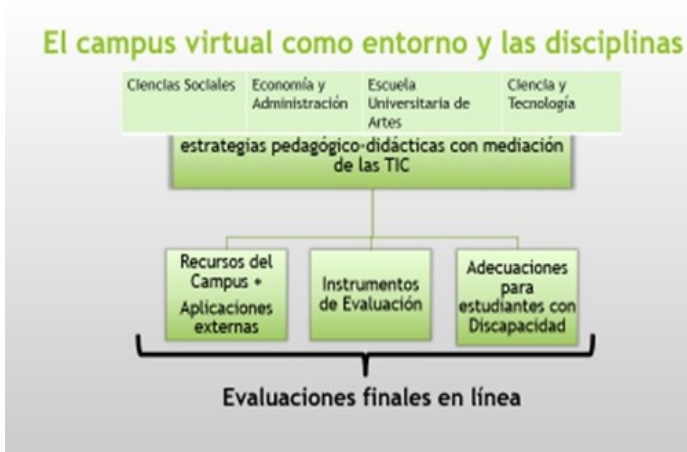 El campus virtual como entorno y las disciplinas
Ciencias Sociales
Economía y
Administración
Escuela
Universitaria de
Artes
Ciencia y
Tecnología
estrategias pedagógico-didácticas con mediación
de las TIC
Recursos del
Campus +
Aplicaciones
externas
Instrumentos
de Evaluación
Adecuaciones
para
estudiantes con
Discapacidad
Evaluaciones finales en línea